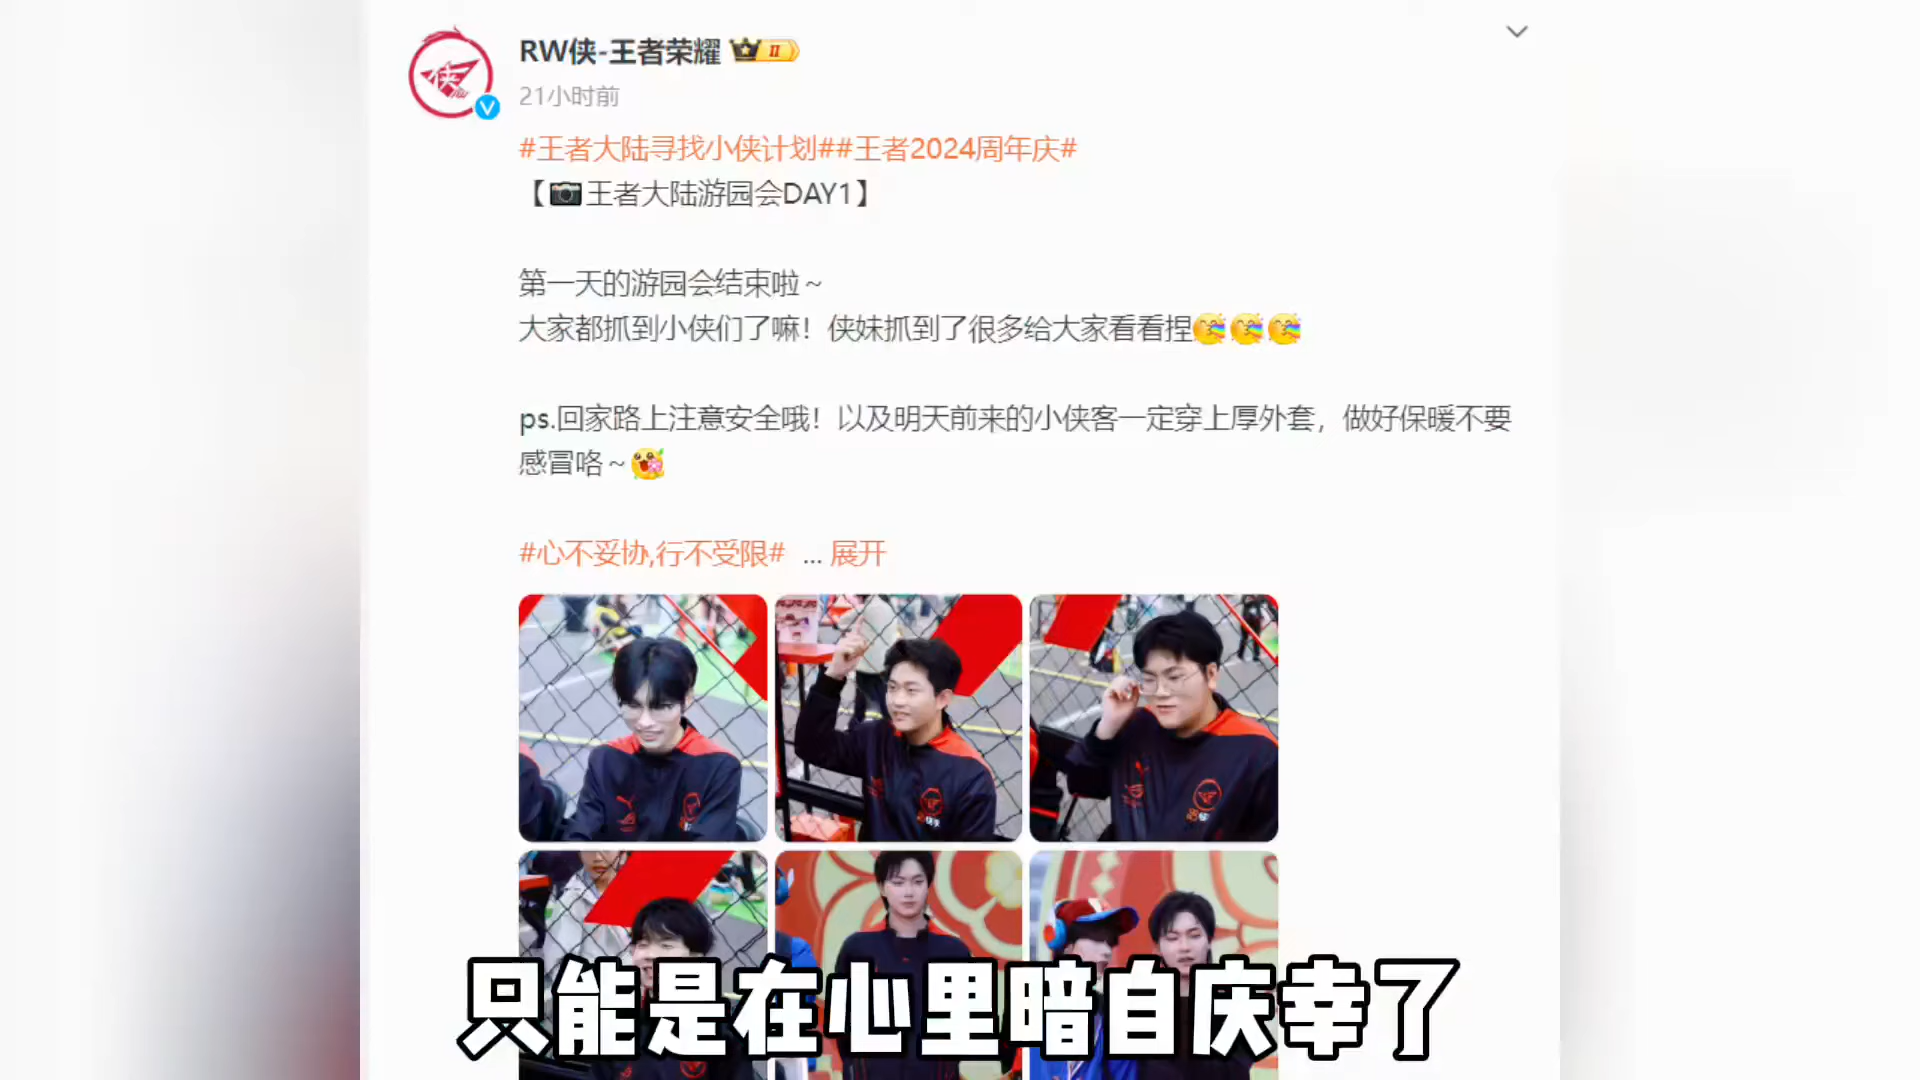 RW侠-王者荣耀
II
21小时前
#王者大陆寻找小侠计划##王者2024周年庆#
【📷王者大陆游园会DAY1】
第一天的游园会结束啦～
大家都抓到小侠们了嘛！侠妹抓到了很多给大家看看捏
ps.回家路上注意安全哦！以及明天前来的小侠客一定穿上厚外套，做好保暖不要
感冒咯～
#心不妥协,行不受限# ... 展开
只能是在心里暗自庆幸了